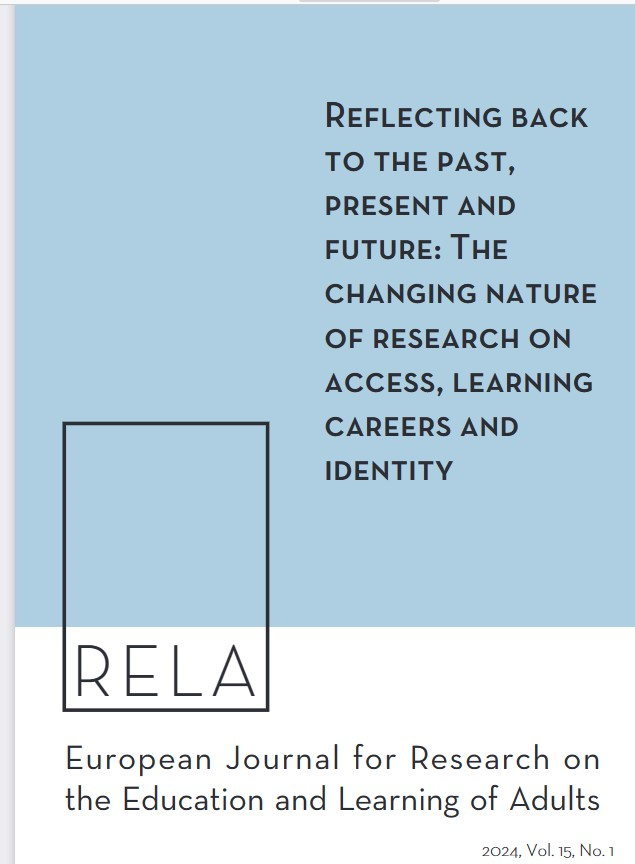 Reflecting back
to the past,
present and
future: The
changing nature
of research on
access, learning
careers and
identity
RELA
European Journal for Research on
the Education and Learning of Adults
2024, Vol. 15, No. 1